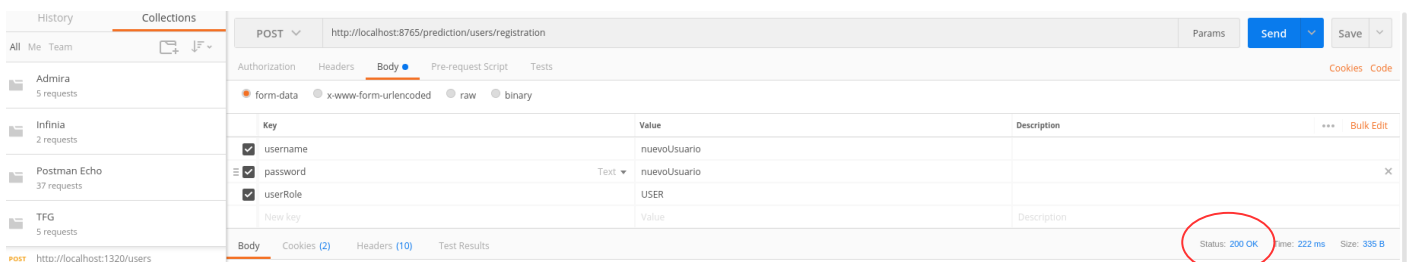 History Collections
All Me Team
Admira
5 requests
Infinia
2 requests
Postman Echo
37 requests
TFG
5 requests
POST http://localhost:1320/users
POST http://localhost:8765/prediction/users/registration Params Send Save
Authorization Headers Body Pre-request Script Tests Cookies Code
form-data x-www-form-urlencoded raw binary
Key Value Description Bulk Edit
username nuevoUsuario
password Text nuevoUsuario
userRole USER
New key Value Description
Body Cookies (2) Headers (10) Test Results Status: 200 OK Time: 222 ms Size: 335 B